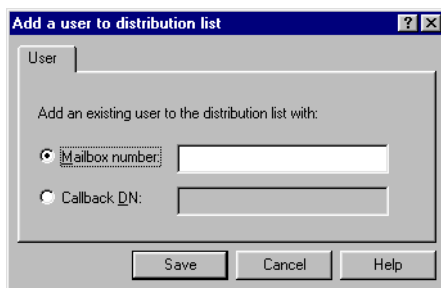 Add a user to distribution list
User
Add an existing user to the distribution list with:
Mailbox number:
Callback DN:
Save Cancel Help